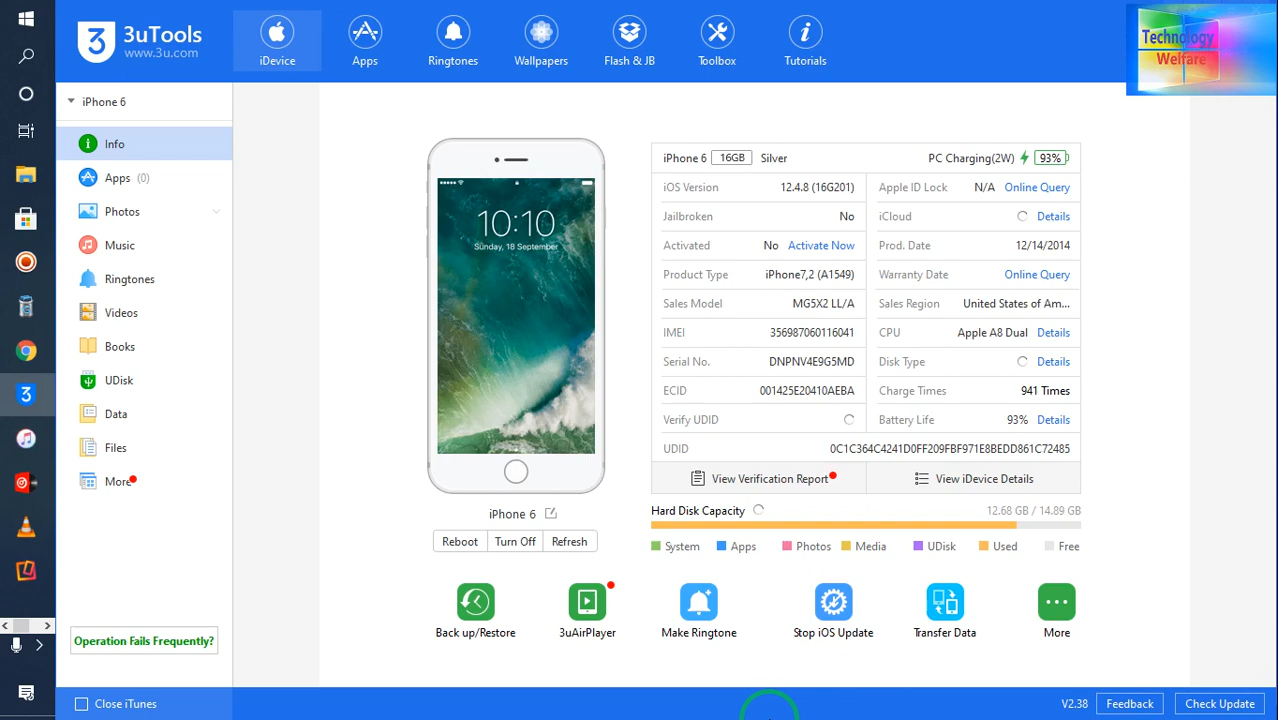 3uTools
www.3u.com
iDevice
Apps
Ringtones
Wallpapers
Flash & JB
Toolbox
Tutorials
Technology
Welfare
iPhone 6
Info
Apps (0)
Photos
Music
Ringtones
Videos
Books
UDisk
Data
Files
More
Operation Fails Frequently?
Close iTunes
10:10
Sunday, 18 September
iPhone 6
Reboot
Turn Off
Refresh
iPhone 6 16GB Silver PC Charging(2W) 93%
iOS Version 12.4.8 (16G201) Apple ID Lock N/A Online Query
Jailbroken No iCloud Details
Activated No Activate Now Prod. Date 12/14/2014
Product Type iPhone7,2 (A1549) Warranty Date Online Query
Sales Model MG5X2 LL/A Sales Region United States of Am...
IMEI 356987060116041 CPU Apple A8 Dual Details
Serial No. DNPNV4E9G5MD Disk Type Details
ECID 001425E20410AEBA Charge Times 941 Times
Verify UDID Battery Life 93% Details
UDID 0C1C364C4241D0FF209FBF971E8BEDD861C72485
View Verification Report View iDevice Details
Hard Disk Capacity 12.68 GB / 14.89 GB
System Apps Photos Media UDisk Used Free
Back up/Restore
3uAirPlayer
Make Ringtone
Stop iOS Update
Transfer Data
More
V2.38
Feedback
Check Update